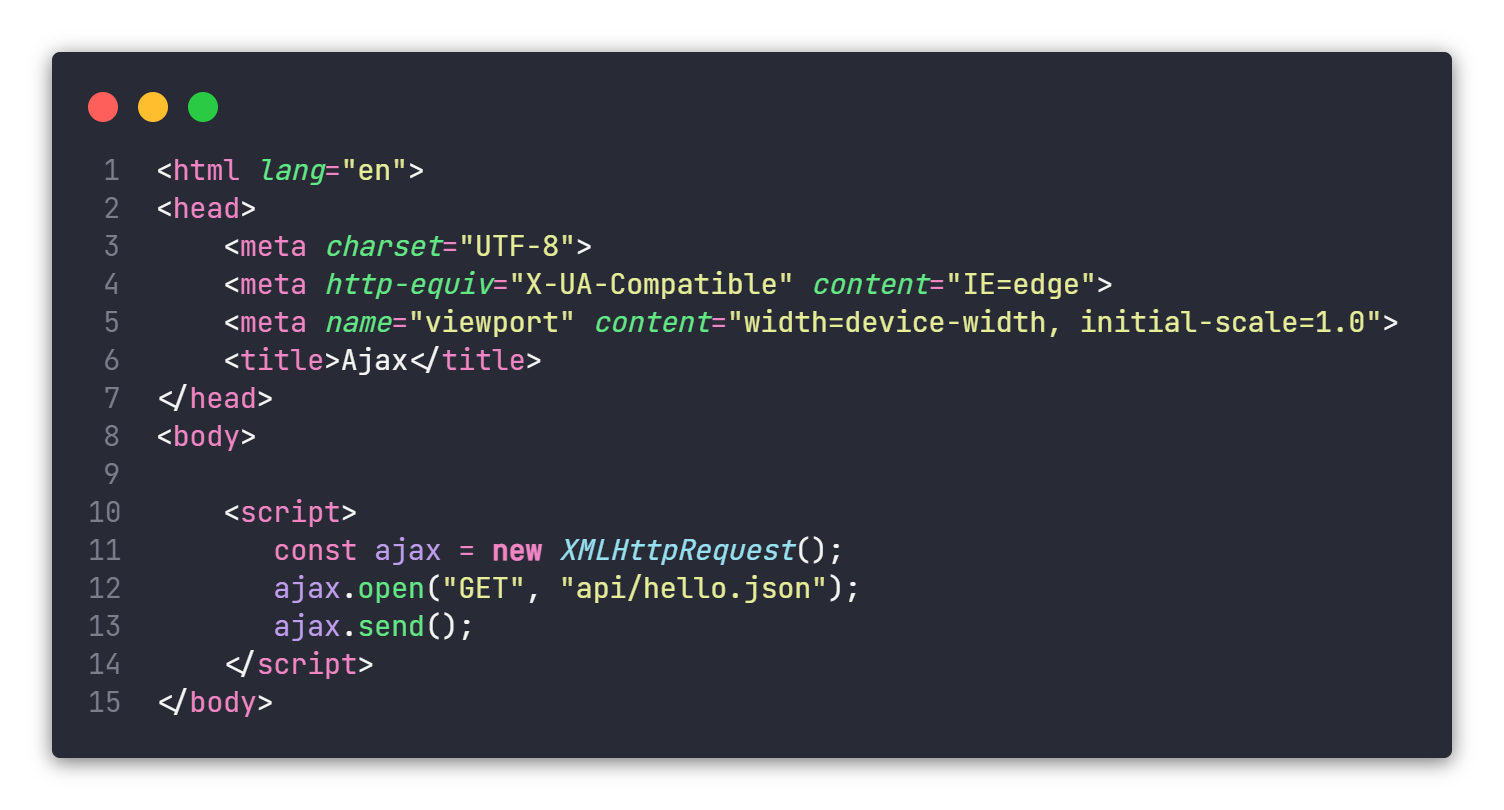 1 <html lang="en">
2 <head>
3     <meta charset="UTF-8">
4     <meta http-equiv="X-UA-Compatible" content="IE=edge">
5     <meta name="viewport" content="width=device-width, initial-scale=1.0">
6     <title>Ajax</title>
7 </head>
8 <body>
9
10     <script>
11        const ajax = new XMLHttpRequest();
12        ajax.open("GET", "api/hello.json");
13        ajax.send();
14     </script>
15 </body>